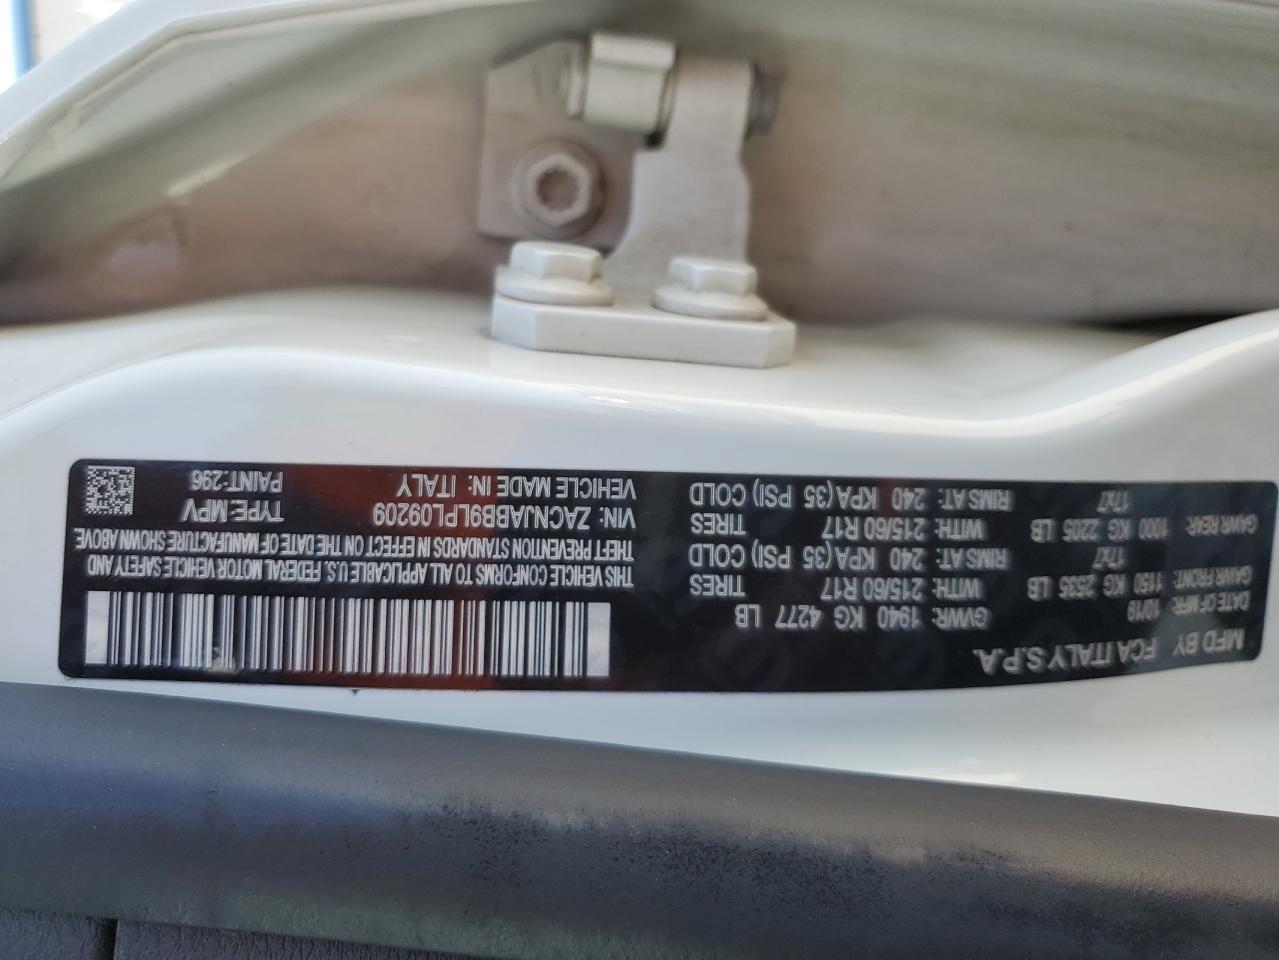 MFD BY FCA ITALY S.P.A. GVWR: 1940 KG 4277 LB
DATE OF MFR: 1019
GAWR FRONT: WITH: TIRES
1150 KG 2535 LB 215/60 R17
RIMS AT: 17x7 240 KPA(35 PSI) COLD
GAWR REAR: WITH: TIRES
1000 KG 2205 LB 215/60 R17
RIMS AT: 17x7 240 KPA(35 PSI) COLD
THIS VEHICLE CONFORMS TO ALL APPLICABLE U.S. FEDERAL MOTOR VEHICLE SAFETY AND
THEFT PREVENTION STANDARDS IN EFFECT ON THE DATE OF MANUFACTURE SHOWN ABOVE.
VIN: ZACNJABB9LPL09209 TYPE: MPV
VEHICLE MADE IN: ITALY PAINT:296